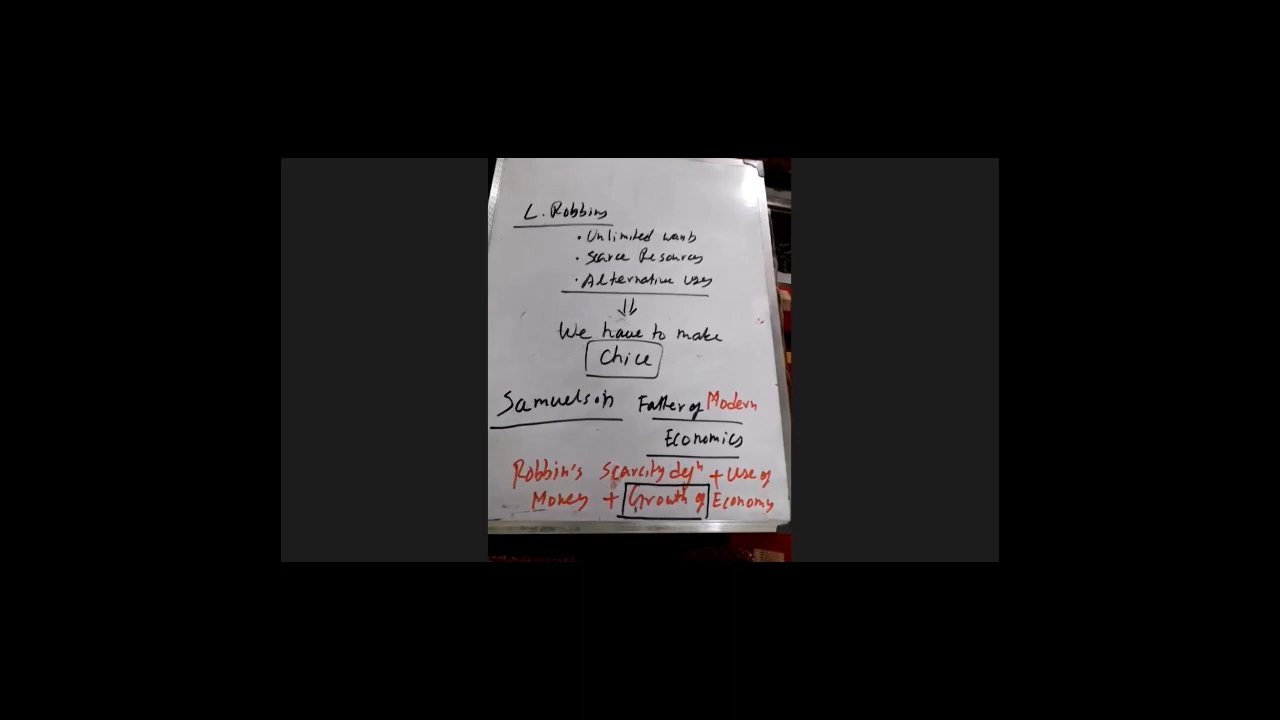 L. Robbins
• Unlimited wants
• Scarce Resources
• Alternative uses
⇓
We have to make
Chice
Samuelson Father of Modern
Economics
Robbin's Scarcity defⁿ + Use of
Money + Growth of Economy